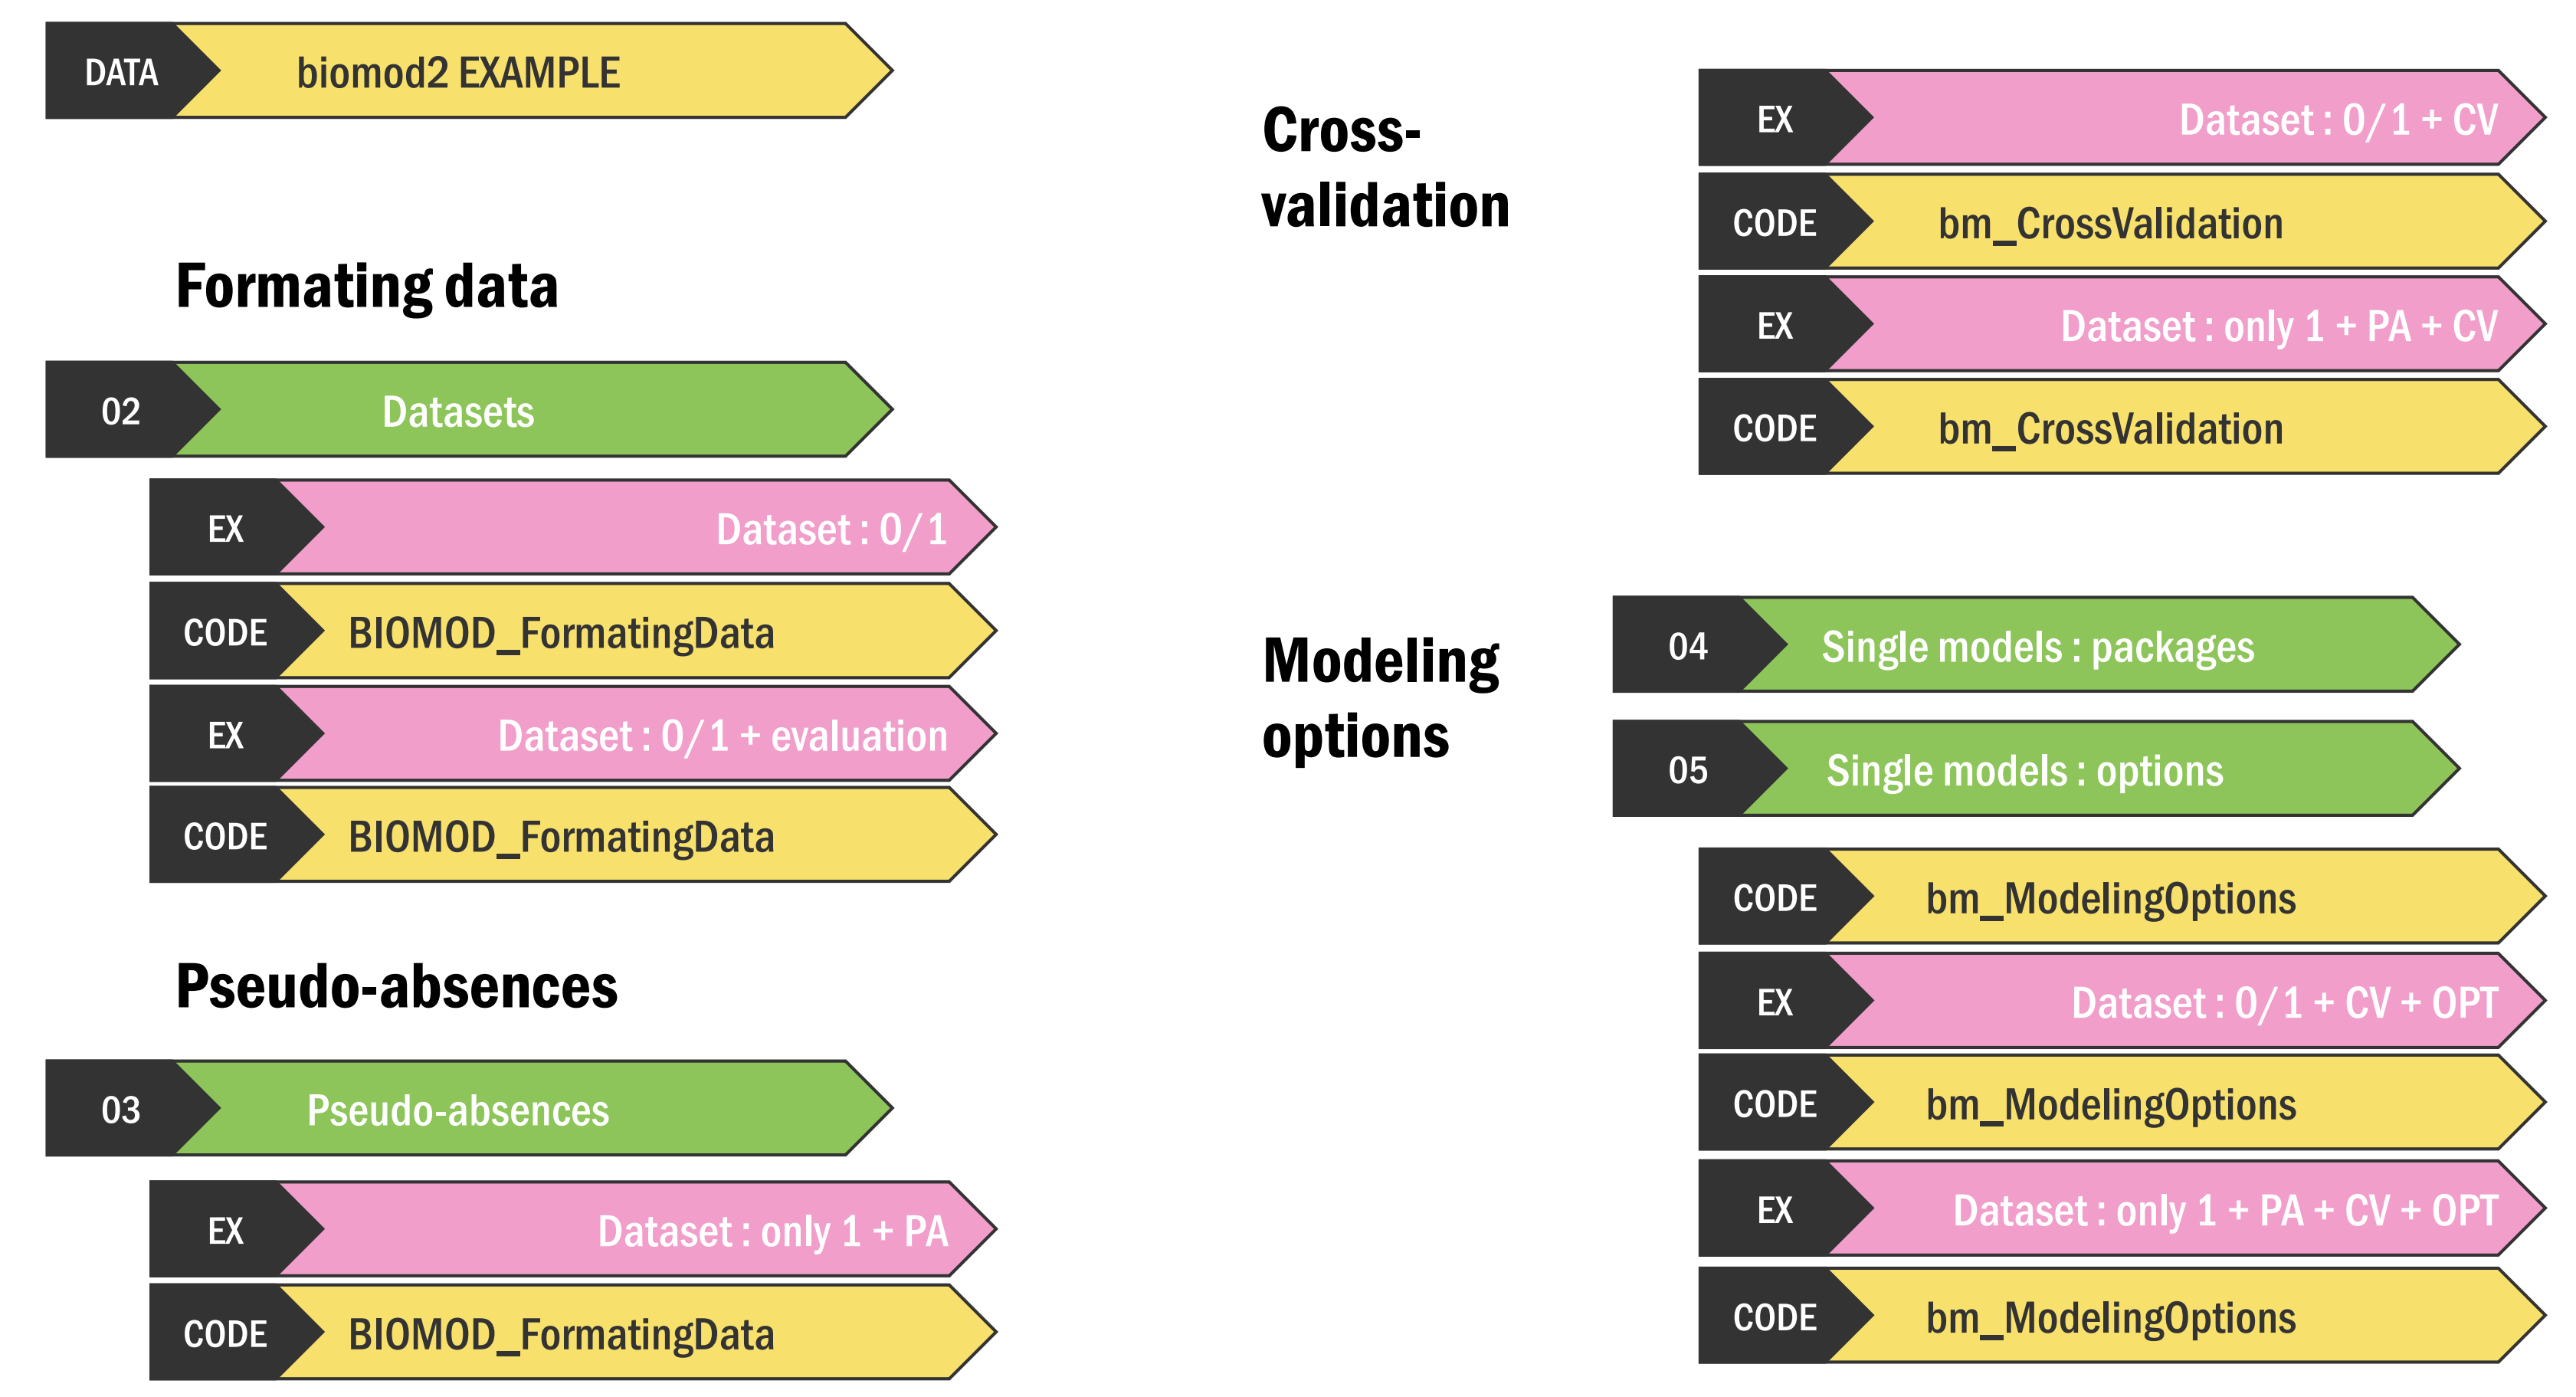 DATA biomod2 EXAMPLE
Formating data
02 Datasets
EX Dataset : 0/1
CODE BIOMOD_FormatingData
EX Dataset : 0/1 + evaluation
CODE BIOMOD_FormatingData
Pseudo-absences
03 Pseudo-absences
EX Dataset : only 1 + PA
CODE BIOMOD_FormatingData
Cross-
validation
EX Dataset : 0/1 + CV
CODE bm_CrossValidation
EX Dataset : only 1 + PA + CV
CODE bm_CrossValidation
Modeling
options
04 Single models : packages
05 Single models : options
CODE bm_ModelingOptions
EX Dataset : 0/1 + CV + OPT
CODE bm_ModelingOptions
EX Dataset : only 1 + PA + CV + OPT
CODE bm_ModelingOptions